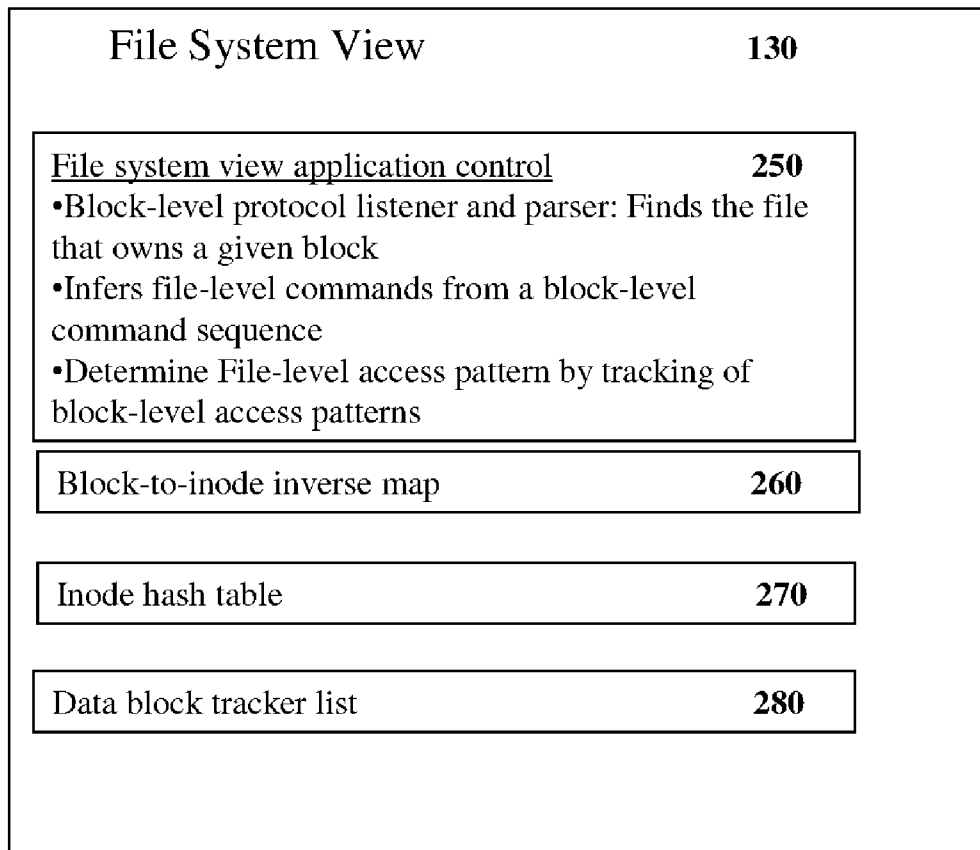 File System View 130
File system view application control 250
•Block-level protocol listener and parser: Finds the file
that owns a given block
•Infers file-level commands from a block-level
command sequence
•Determine File-level access pattern by tracking of
block-level access patterns
Block-to-inode inverse map 260
Inode hash table 270
Data block tracker list 280